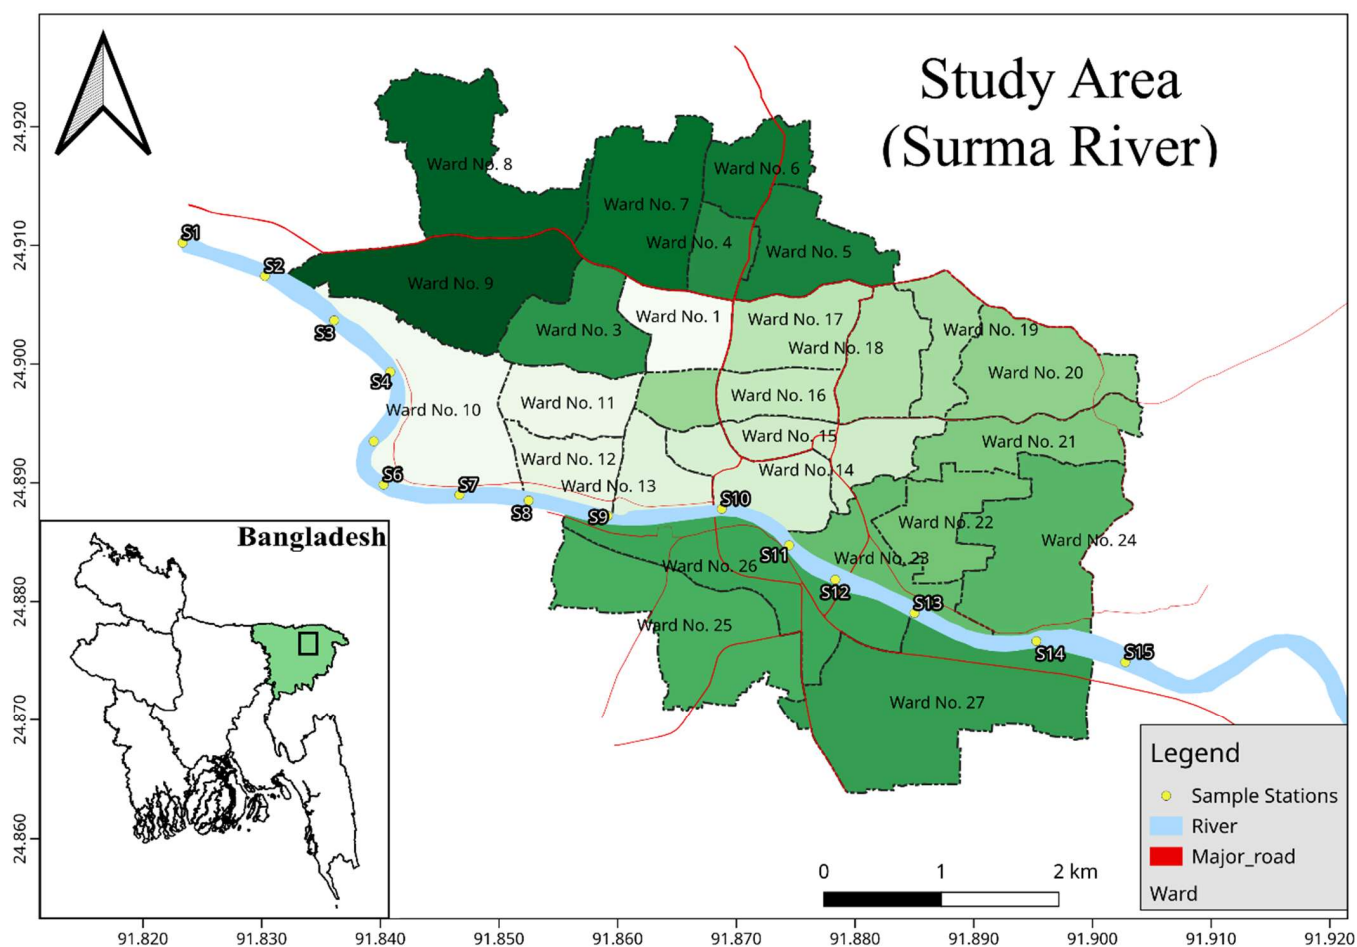 Study Area
(Surma River)
24.920
24.910
24.900
24.890
24.880
24.870
24.860
Ward No. 8
Ward No. 6
Ward No. 7
Ward No. 4
Ward No. 5
Ward No. 9
Ward No. 3
Ward No. 1
Ward No. 17
Ward No. 18
Ward No. 19
Ward No. 20
Ward No. 10
Ward No. 11
Ward No. 16
Ward No. 15
Ward No. 21
Ward No. 12
Ward No. 14
Ward No. 13
Ward No. 22
Ward No. 24
Ward No. 23
Ward No. 26
Ward No. 25
Ward No. 27
S1
S2
S3
S4
S6
S7
S8
S9
S10
S11
S12
S13
S14
S15
Bangladesh
Legend
Sample Stations
River
Major_road
Ward
0 1 2 km
91.820 91.830 91.840 91.850 91.860 91.870 91.880 91.890 91.900 91.910 91.920